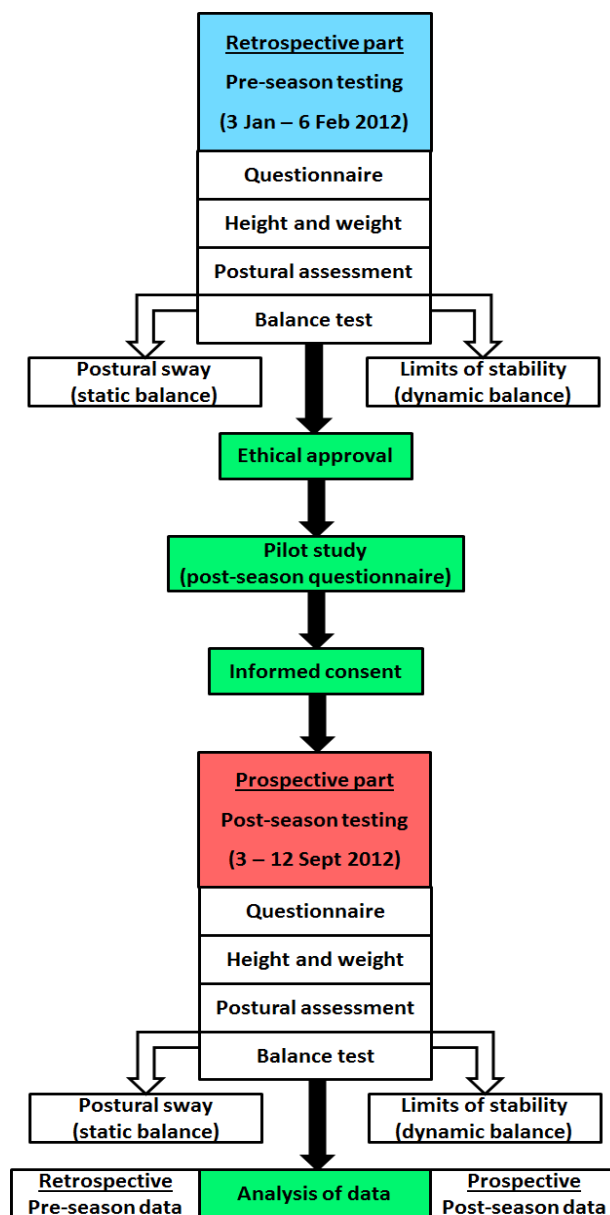 Retrospective part
Pre-season testing
(3 Jan – 6 Feb 2012)
Questionnaire
Height and weight
Postural assessment
Balance test
Postural sway
(static balance)
Limits of stability
(dynamic balance)
Ethical approval
Pilot study
(post-season questionnaire)
Informed consent
Prospective part
Post-season testing
(3 – 12 Sept 2012)
Questionnaire
Height and weight
Postural assessment
Balance test
Postural sway
(static balance)
Limits of stability
(dynamic balance)
Retrospective
Pre-season data
Analysis of data
Prospective
Post-season data